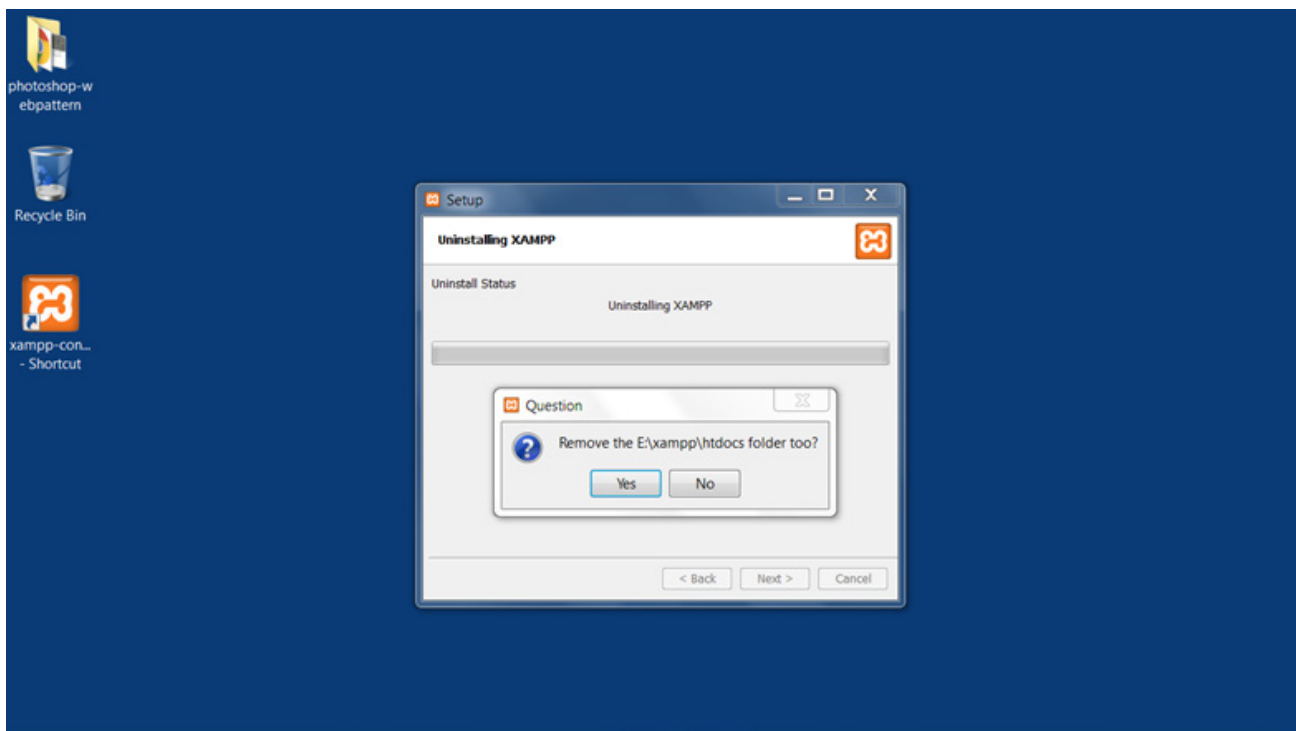 photoshop-w
ebpattern
Recycle Bin
xampp-con...
- Shortcut
Setup
Uninstalling XAMPP
Uninstall Status
Uninstalling XAMPP
Question
Remove the E:\xampp\htdocs folder too?
Yes No
< Back Next > Cancel